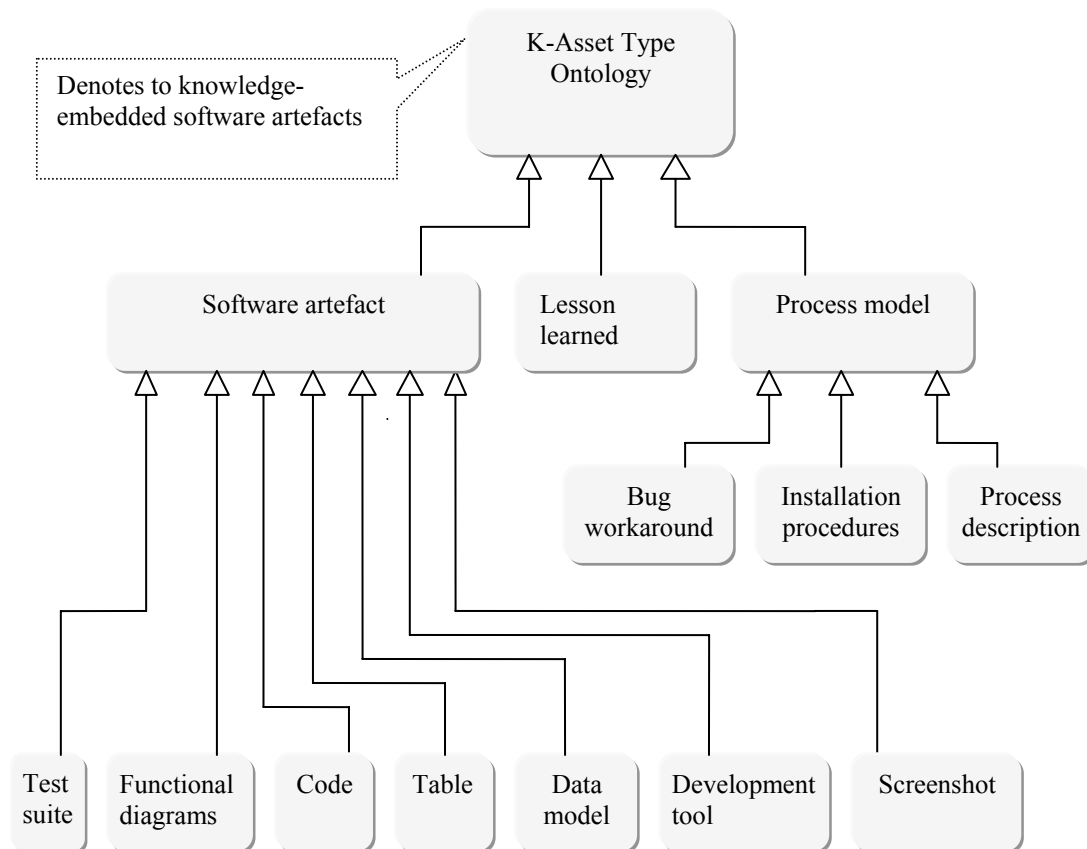 K-Asset Type
Ontology
Denotes to knowledge-
embedded software artefacts
Software artefact
Lesson
learned
Process model
Bug
workaround
Installation
procedures
Process
description
Test
suite
Functional
diagrams
Code
Table
Data
model
Development
tool
Screenshot